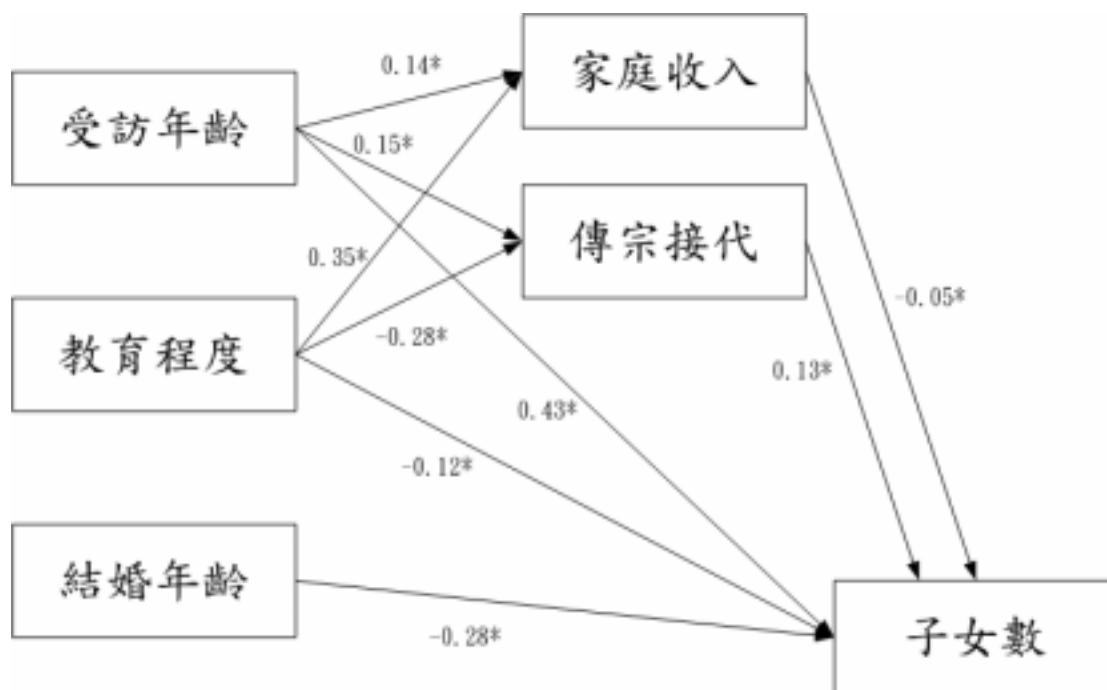 家庭收入
0.14*
受訪年齡
0.15*
傳宗接代
0.35*
-0.05*
-0.28*
教育程度
0.13*
0.43*
-0.12*
結婚年齡
-0.28*
子女數